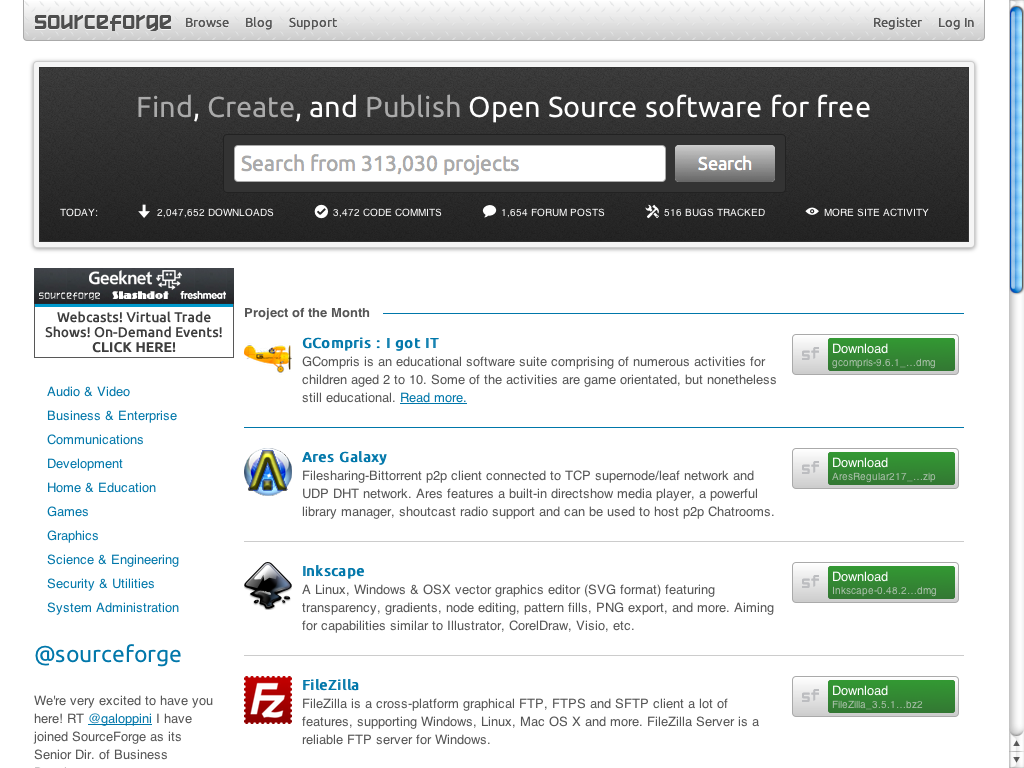 sourceforge Browse Blog Support Register Log In
Find, Create, and Publish Open Source software for free
Search from 313,030 projects Search
TODAY: 2,047,652 DOWNLOADS 3,472 CODE COMMITS 1,654 FORUM POSTS 516 BUGS TRACKED MORE SITE ACTIVITY
Geeknet
sourceforge Slashdot freshmeat
Webcasts! Virtual Trade
Shows! On-Demand Events!
CLICK HERE!
Audio & Video
Business & Enterprise
Communications
Development
Home & Education
Games
Graphics
Science & Engineering
Security & Utilities
System Administration
@sourceforge
We're very excited to have you
here! RT @galoppini I have
joined SourceForge as its
Senior Dir. of Business
Project of the Month
GCompris : I got IT
GCompris is an educational software suite comprising of numerous activities for
children aged 2 to 10. Some of the activities are game orientated, but nonetheless
still educational. Read more.
sf Download
gcompris-9.6.1_...dmg
Ares Galaxy
Filesharing-Bittorrent p2p client connected to TCP supernode/leaf network and
UDP DHT network. Ares features a built-in directshow media player, a powerful
library manager, shoutcast radio support and can be used to host p2p Chatrooms.
sf Download
AresRegular217_...zip
Inkscape
A Linux, Windows & OSX vector graphics editor (SVG format) featuring
transparency, gradients, node editing, pattern fills, PNG export, and more. Aiming
for capabilities similar to Illustrator, CorelDraw, Visio, etc.
sf Download
Inkscape-0.48.2...dmg
Fz
FileZilla
FileZilla is a cross-platform graphical FTP, FTPS and SFTP client a lot of
features, supporting Windows, Linux, Mac OS X and more. FileZilla Server is a
reliable FTP server for Windows.
sf Download
FileZilla_3.5.1...bz2